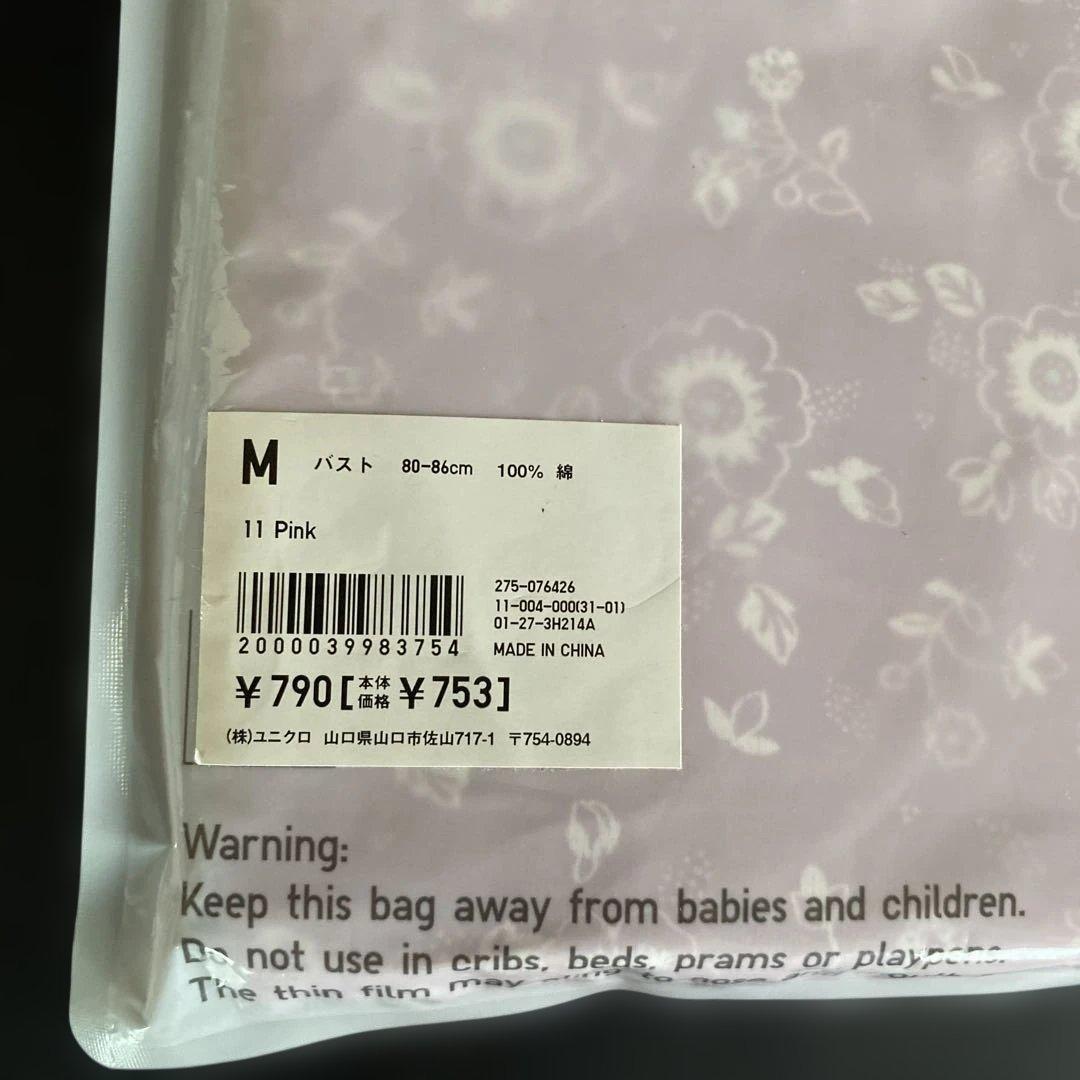 M バスト 80-86cm 100% 綿
11 Pink
275-076426
11-004-000(31-01)
01-27-3H214A
2000039983754
MADE IN CHINA
¥790[本体価格 ¥753]
(株)ユニクロ 山口県山口市佐山717-1 〒754-0894
Warning:
Keep this bag away from babies and children.
Do not use in cribs, beds, prams or playpens.
The thin film may